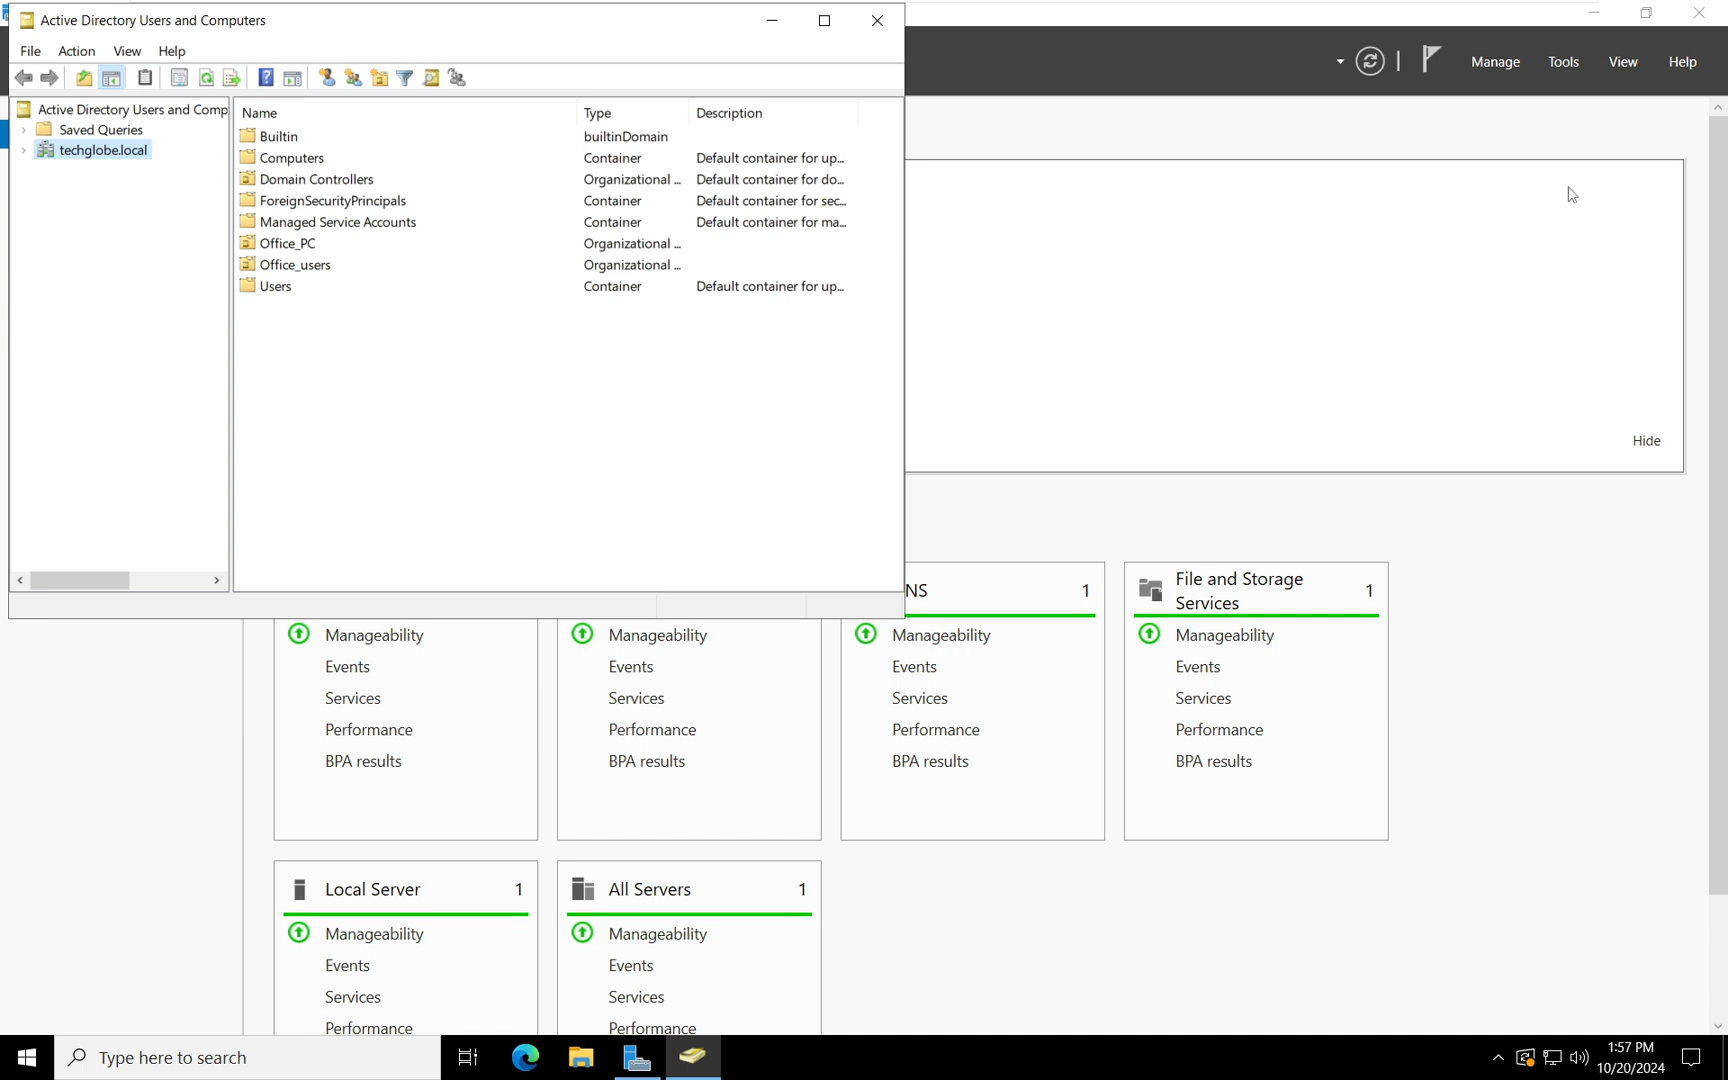 Active Directory Users and Computers
File Action View Help
Manage Tools View Help
Active Directory Users and Comp
Saved Queries
techglobe.local
Name Type Description
Builtin builtinDomain
Computers Container Default container for up...
Domain Controllers Organizational ... Default container for do...
ForeignSecurityPrincipals Container Default container for sec...
Managed Service Accounts Container Default container for ma...
Office_PC Organizational ...
Office_users Organizational ...
Users Container Default container for up...
Hide
NS 1
File and Storage
Services 1
Manageability
Events
Services
Performance
BPA results
Manageability
Events
Services
Performance
BPA results
Manageability
Events
Services
Performance
BPA results
Manageability
Events
Services
Performance
BPA results
Local Server 1
Manageability
Events
Services
Performance
All Servers 1
Manageability
Events
Services
Performance
Type here to search
1:57 PM
10/20/2024